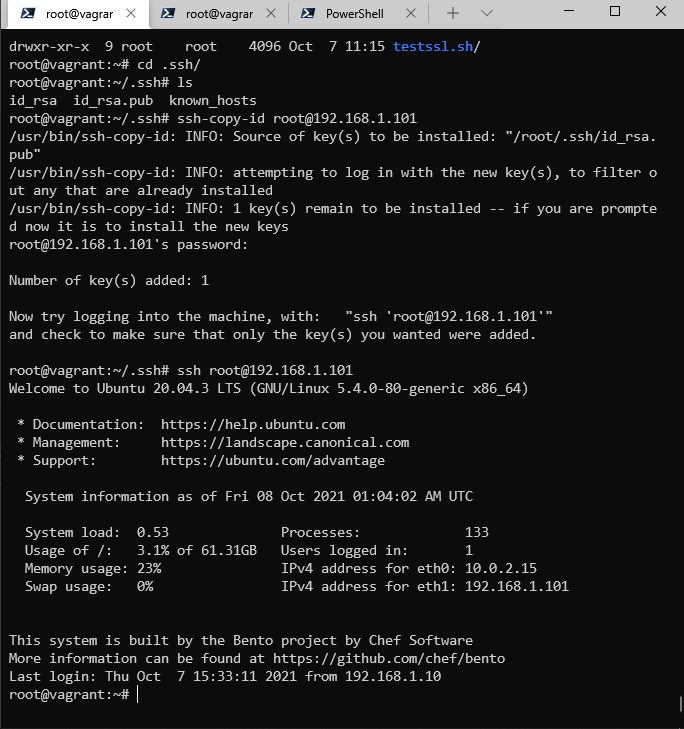 root@vagrar
root@vagrar
PowerShell
drwxr-xr-x  9 root    root    4096 Oct  7 11:15 testssl.sh/
root@vagrant:~# cd .ssh/
root@vagrant:~/.ssh# ls
id_rsa  id_rsa.pub  known_hosts
root@vagrant:~/.ssh# ssh-copy-id root@192.168.1.101
/usr/bin/ssh-copy-id: INFO: Source of key(s) to be installed: "/root/.ssh/id_rsa.
pub"
/usr/bin/ssh-copy-id: INFO: attempting to log in with the new key(s), to filter o
ut any that are already installed
/usr/bin/ssh-copy-id: INFO: 1 key(s) remain to be installed -- if you are prompte
d now it is to install the new keys
root@192.168.1.101's password:
Number of key(s) added: 1
Now try logging into the machine, with:   "ssh 'root@192.168.1.101'"
and check to make sure that only the key(s) you wanted were added.
root@vagrant:~/.ssh# ssh root@192.168.1.101
Welcome to Ubuntu 20.04.3 LTS (GNU/Linux 5.4.0-80-generic x86_64)
 * Documentation:  https://help.ubuntu.com
 * Management:     https://landscape.canonical.com
 * Support:        https://ubuntu.com/advantage
  System information as of Fri 08 Oct 2021 01:04:02 AM UTC
  System load:  0.53              Processes:             133
  Usage of /:   3.1% of 61.31GB   Users logged in:       1
  Memory usage: 23%               IPv4 address for eth0: 10.0.2.15
  Swap usage:   0%                IPv4 address for eth1: 192.168.1.101
This system is built by the Bento project by Chef Software
More information can be found at https://github.com/chef/bento
Last login: Thu Oct  7 15:33:11 2021 from 192.168.1.10
root@vagrant:~#